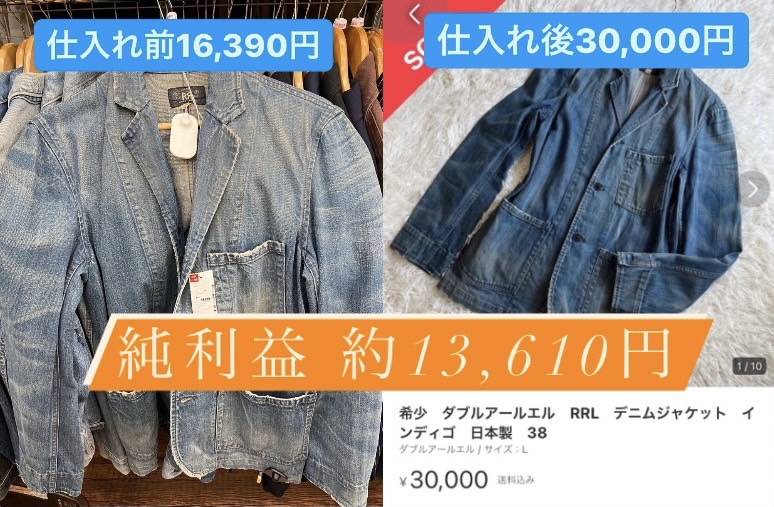 仕入れ前16,390円
仕入れ後30,000円
RRL
純利益 約13,610円
1 / 10
希少 ダブルアールエル RRL デニムジャケット イ
ンディゴ 日本製 38
ダブルアールエル / サイズ：L
¥30,000 送料込み